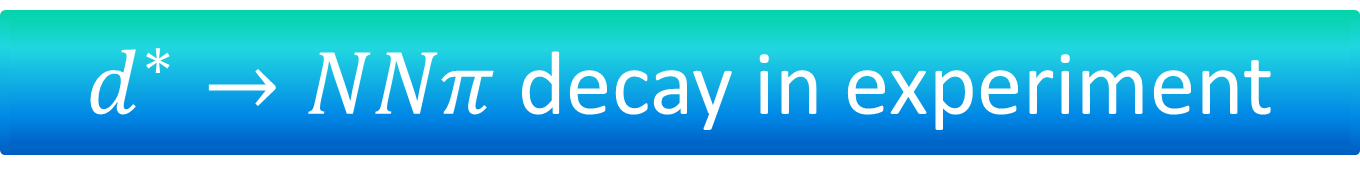 d* → NNπ decay in experiment